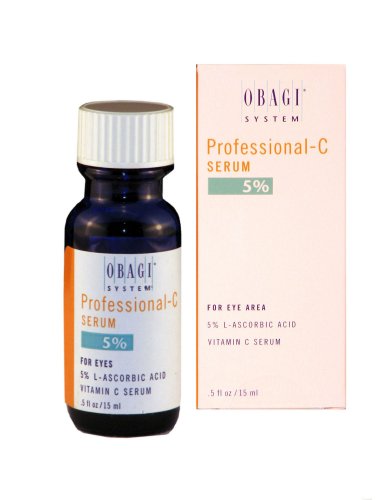 OBAGI®
SYSTEM
Professional-C
SERUM
5%
FOR EYES
5% L-ASCORBIC ACID
VITAMIN C SERUM
.5 fl oz / 15 ml
OBAGI®
SYSTEM
Professional-C
SERUM
5%
FOR EYE AREA
5% L-ASCORBIC ACID
VITAMIN C SERUM
.5 fl oz / 15 ml